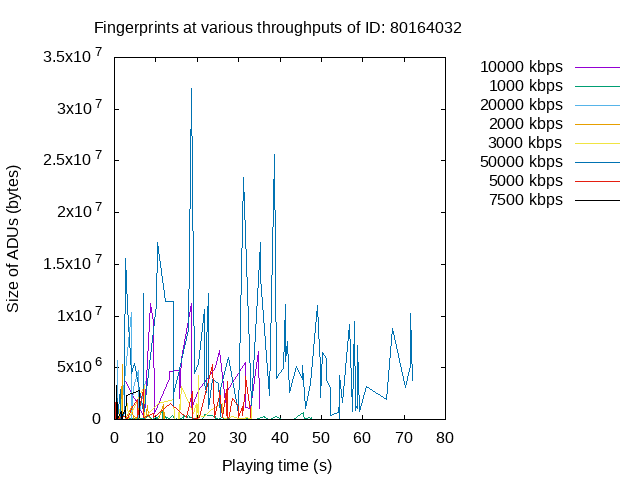 Fingerprints at various throughputs of ID: 80164032
3.5x10^7
3x10^7
2.5x10^7
2x10^7
1.5x10^7
1x10^7
5x10^6
0
0 10 20 30 40 50 60 70 80
Size of ADUs (bytes)
Playing time (s)
10000 kbps
1000 kbps
20000 kbps
2000 kbps
3000 kbps
50000 kbps
5000 kbps
7500 kbps